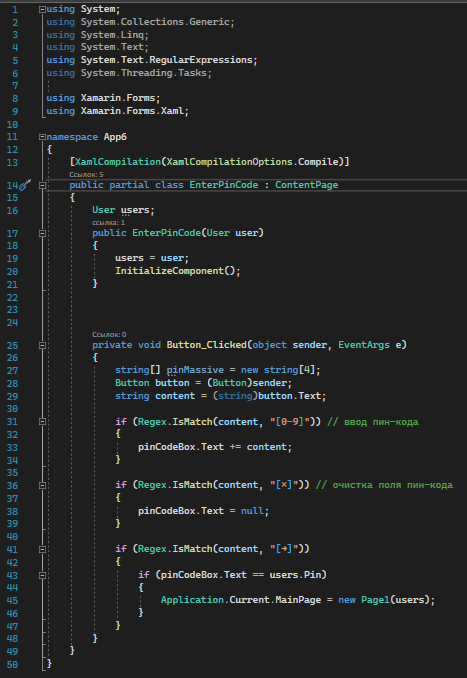 1 using System;
2 using System.Collections.Generic;
3 using System.Linq;
4 using System.Text;
5 using System.Text.RegularExpressions;
6 using System.Threading.Tasks;
7
8 using Xamarin.Forms;
9 using Xamarin.Forms.Xaml;
10
11 namespace App6
12 {
13 [XamlCompilation(XamlCompilationOptions.Compile)]
Ссылок: 5
14 public partial class EnterPinCode : ContentPage
15 {
16 User users;
ссылка: 1
17 public EnterPinCode(User user)
18 {
19 users = user;
20 InitializeComponent();
21 }
22
23
24
Ссылок: 0
25 private void Button_Clicked(object sender, EventArgs e)
26 {
27 string[] pinMassive = new string[4];
28 Button button = (Button)sender;
29 string content = (string)button.Text;
30
31 if (Regex.IsMatch(content, "[0-9]")) // ввод пин-кода
32 {
33 pinCodeBox.Text += content;
34 }
35
36 if (Regex.IsMatch(content, "[×]")) // очистка поля пин-кода
37 {
38 pinCodeBox.Text = null;
39 }
40
41 if (Regex.IsMatch(content, "[→]"))
42 {
43 if (pinCodeBox.Text == users.Pin)
44 {
45 Application.Current.MainPage = new Page1(users);
46 }
47 }
48 }
49 }
50 }